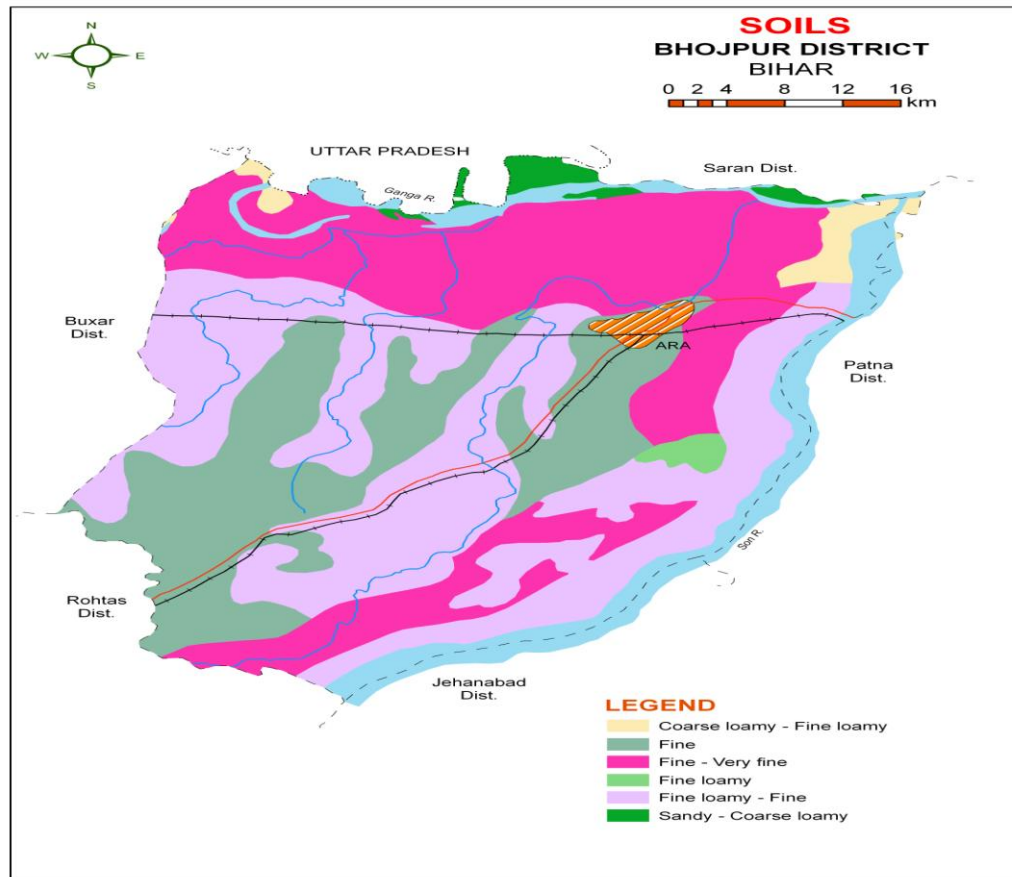 SOILS
BHOJPUR DISTRICT
BIHAR
0 2 4 8 12 16
km
N
W E
S
UTTAR PRADESH
Saran Dist.
Ganga R.
Buxar
Dist.
ARA
Patna
Dist.
Son R.
Rohtas
Dist.
Jehanabad
Dist.
LEGEND
Coarse loamy - Fine loamy
Fine
Fine - Very fine
Fine loamy
Fine loamy - Fine
Sandy - Coarse loamy